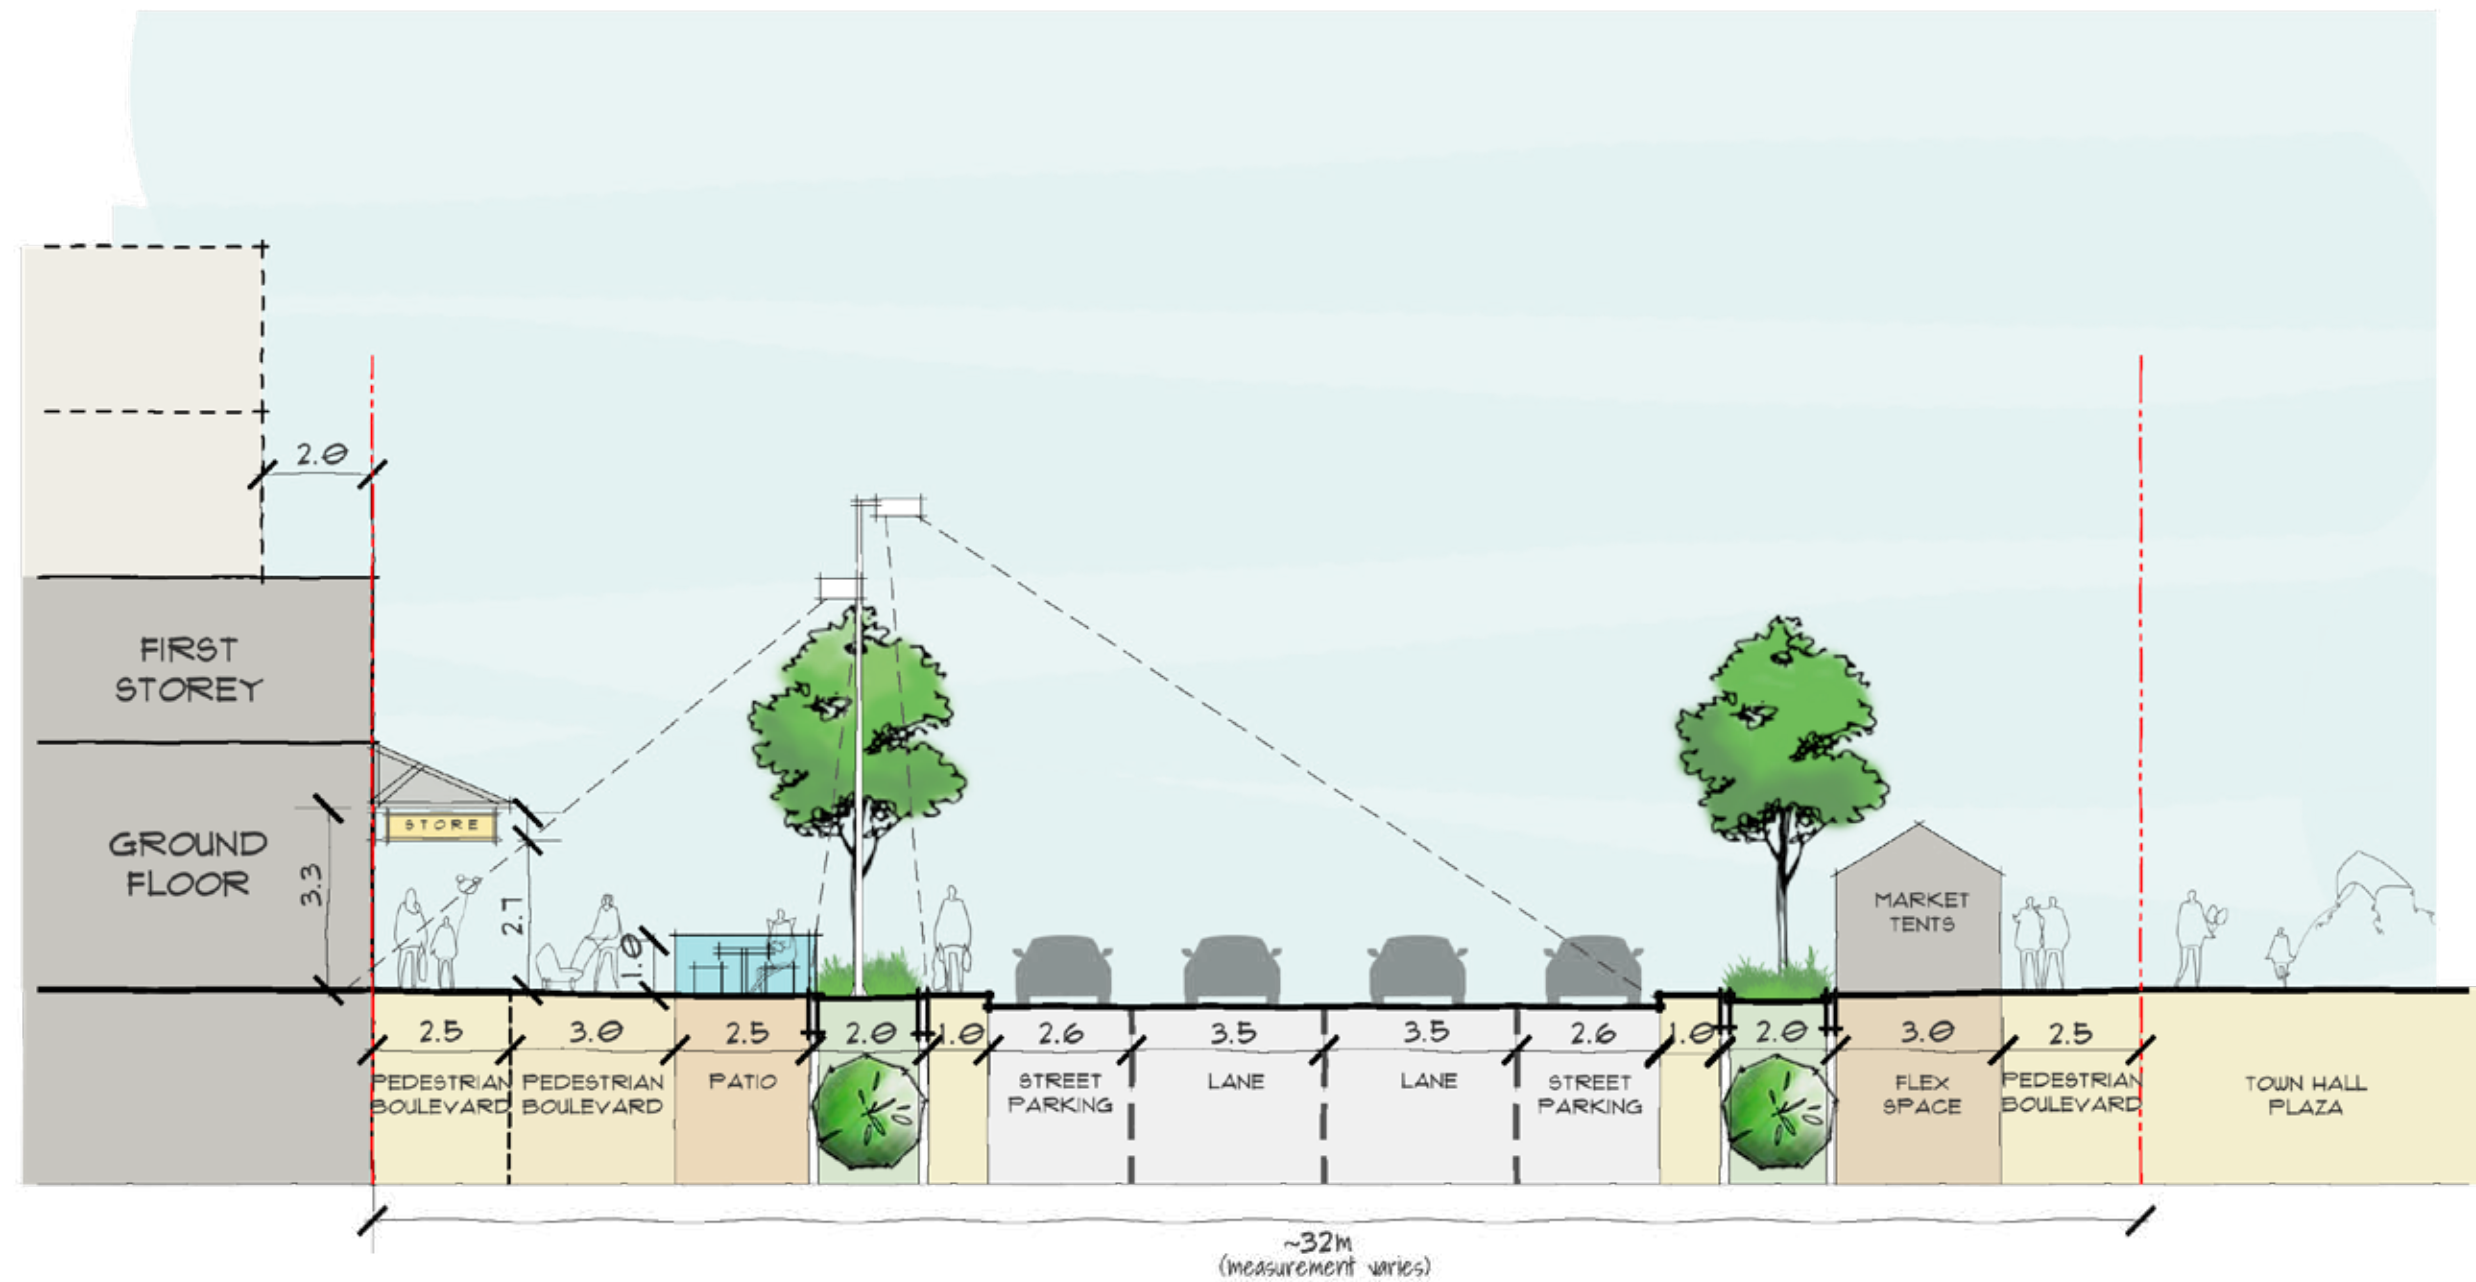 2.0
FIRST
STOREY
STORE
GROUND
FLOOR
3.3
2.7
1.0
MARKET
TENTS
2.5
3.0
2.5
2.0
1.0
2.6
3.5
3.5
2.6
1.0
2.0
3.0
2.5
PEDESTRIAN
BOULEVARD
PEDESTRIAN
BOULEVARD
PATIO
STREET
PARKING
LANE
LANE
STREET
PARKING
FLEX
SPACE
PEDESTRIAN
BOULEVARD
TOWN HALL
PLAZA
~32m
(measurement varies)